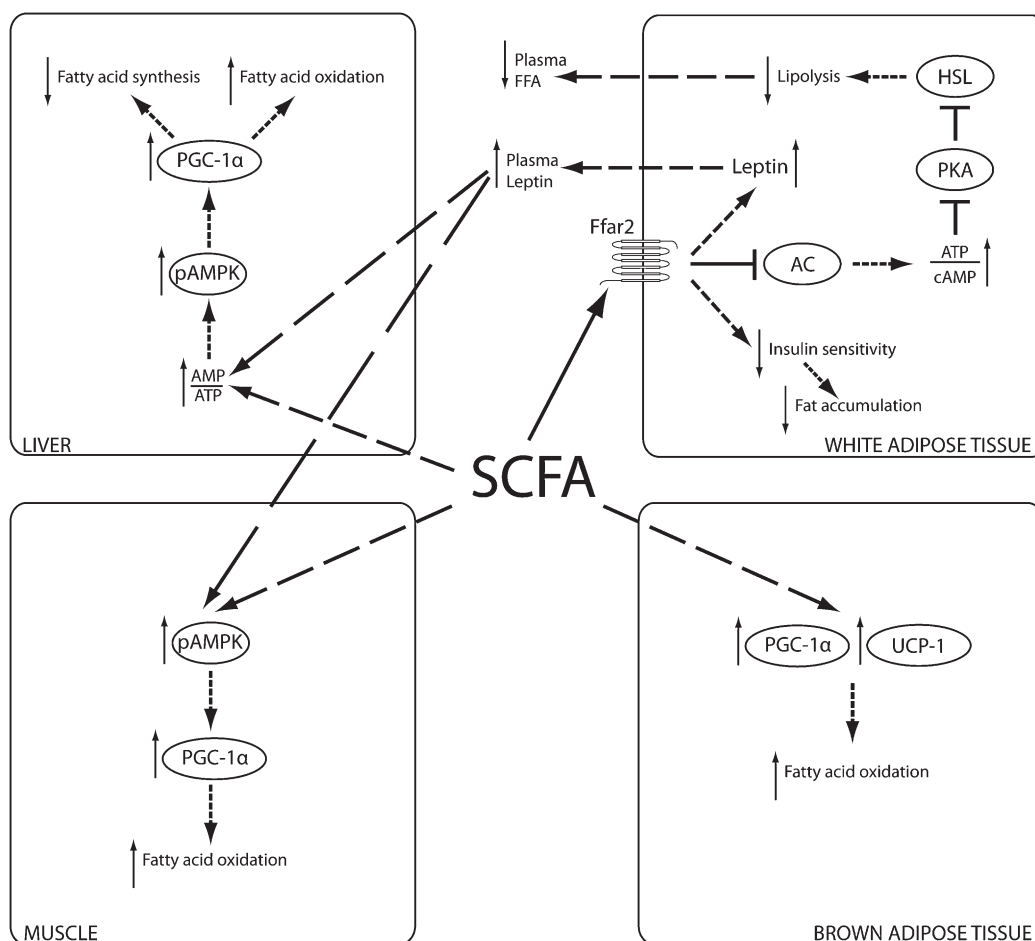 Fatty acid synthesis
Fatty acid oxidation
PGC-1α
pAMPK
AMP
ATP
LIVER
Plasma
FFA
Plasma
Leptin
Lipolysis
HSL
Leptin
PKA
Ffar2
AC
ATP
cAMP
Insulin sensitivity
Fat accumulation
WHITE ADIPOSE TISSUE
SCFA
pAMPK
PGC-1α
Fatty acid oxidation
MUSCLE
PGC-1α
UCP-1
Fatty acid oxidation
BROWN ADIPOSE TISSUE